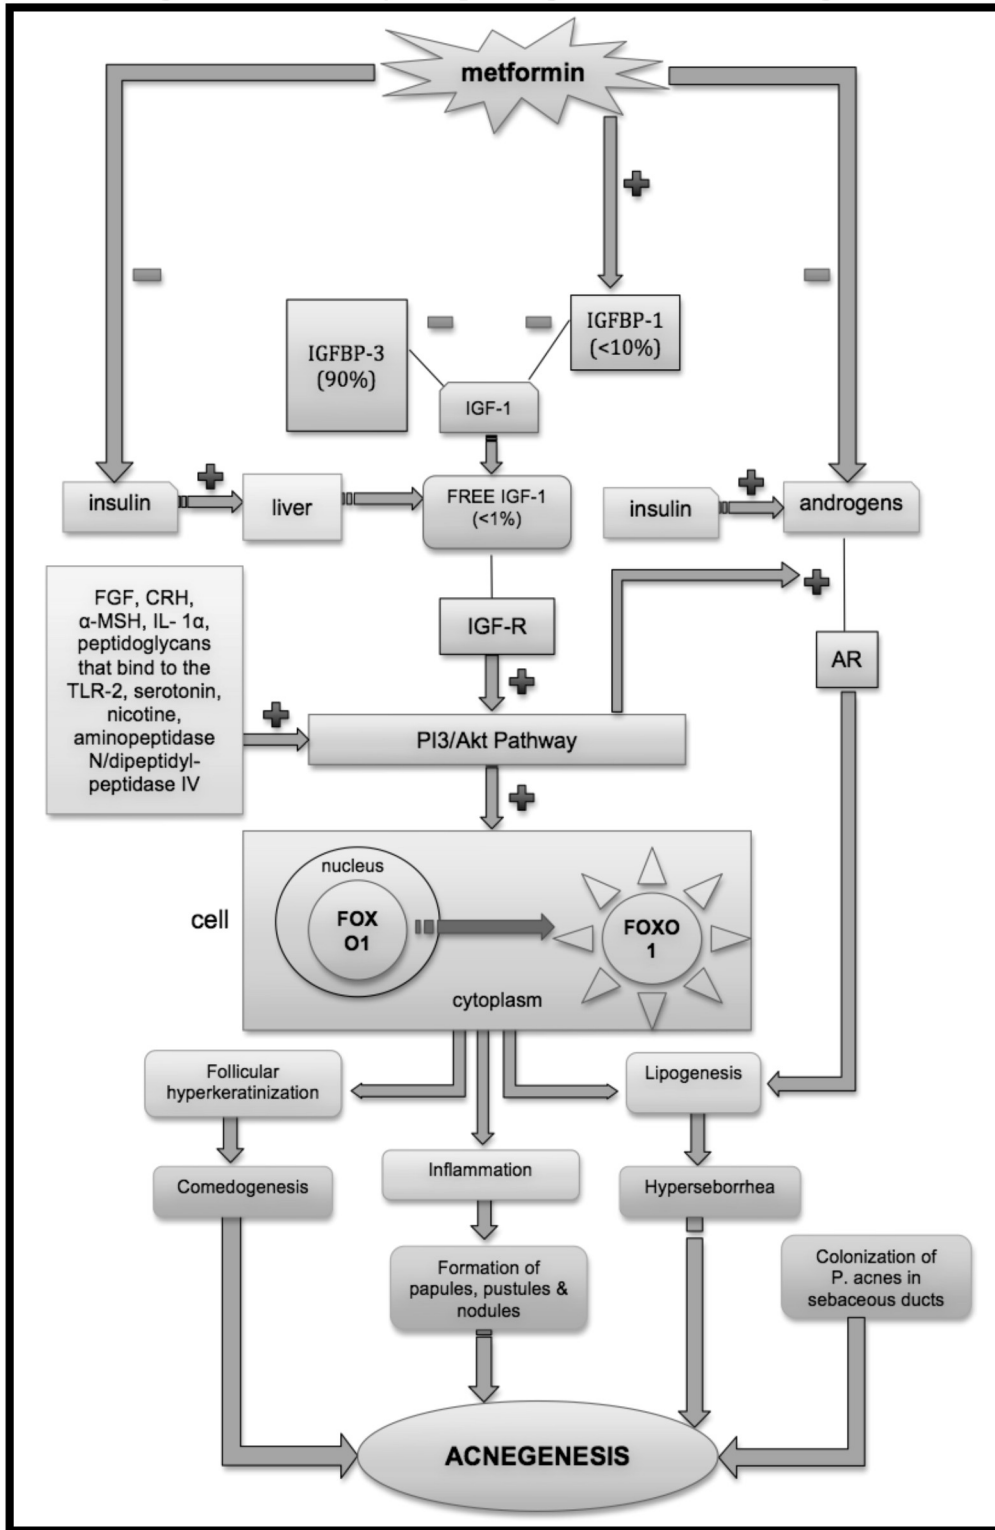 metformin
IGFBP-3
(90%)
IGFBP-1
(<10%)
IGF-1
insulin
liver
FREE IGF-1
(<1%)
insulin
androgens
FGF, CRH,
α-MSH, IL- 1α,
peptidoglycans
that bind to the
TLR-2, serotonin,
nicotine,
aminopeptidase
N/dipeptidyl-
peptidase IV
IGF-R
AR
PI3/Akt Pathway
cell
nucleus
FOX
O1
FOXO
1
cytoplasm
Follicular
hyperkeratinization
Lipogenesis
Comedogenesis
Inflammation
Hyperseborrhea
Formation of
papules, pustules &
nodules
Colonization of
P. acnes in
sebaceous ducts
ACNEGENESIS